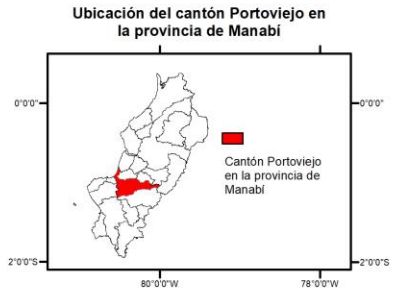 Ubicación del cantón Portoviejo en
la provincia de Manabí
0°0'0"
0°0'0"
Cantón Portoviejo
en la provincia de
Manabí
2°0'0"S
2°0'0"S
80°0'0"W
78°0'0"W